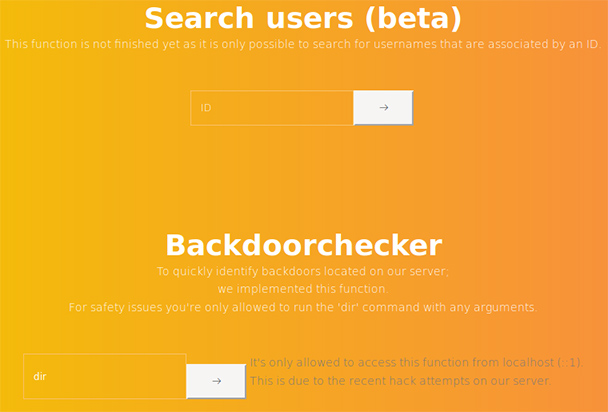 Search users (beta)
This function is not finished yet as it is only possible to search for usernames that are associated by an ID.
ID →
Backdoorchecker
To quickly identify backdoors located on our server;
we implemented this function.
For safety issues you're only allowed to run the 'dir' command with any arguments.
dir →
It's only allowed to access this function from localhost (::1).
This is due to the recent hack attempts on our server.